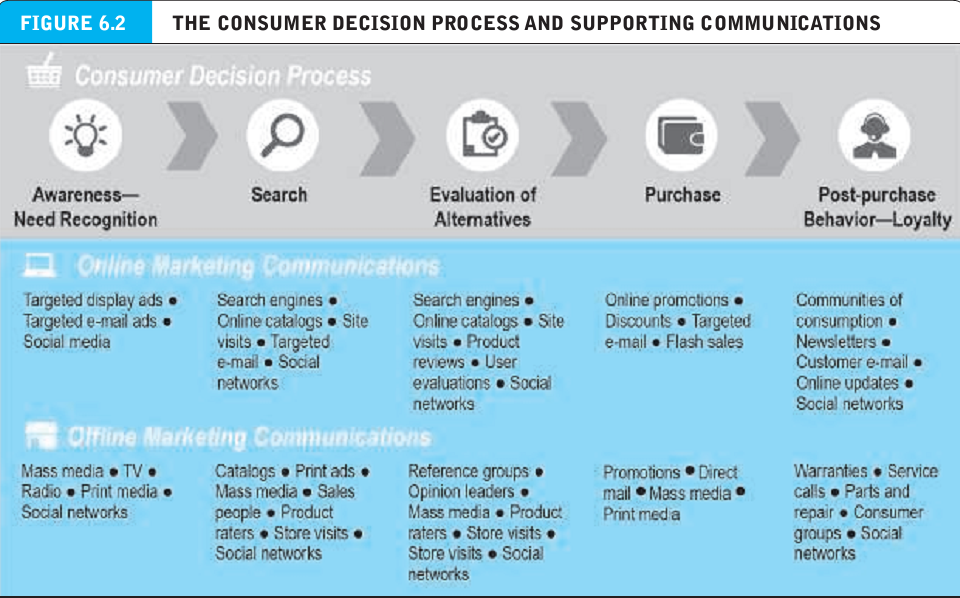 FIGURE 6.2 THE CONSUMER DECISION PROCESS AND SUPPORTING COMMUNICATIONS
Consumer Decision Process
Awareness—
Need Recognition
Search
Evaluation of
Alternatives
Purchase
Post-purchase
Behavior—Loyalty
Online Marketing Communications
Targeted display ads ●
Targeted e-mail ads ●
Social media
Search engines ●
Online catalogs ● Site
visits ● Targeted
e-mail ● Social
networks
Search engines ●
Online catalogs ● Site
visits ● Product
reviews ● User
evaluations ● Social
networks
Online promotions ●
Discounts ● Targeted
e-mail ● Flash sales
Communities of
consumption ●
Newsletters ●
Customer e-mail ●
Online updates ●
Social networks
Offline Marketing Communications
Mass media ● TV ●
Radio ● Print media ●
Social networks
Catalogs ● Print ads ●
Mass media ● Sales
people ● Product
raters ● Store visits ●
Social networks
Reference groups ●
Opinion leaders ●
Mass media ● Product
raters ● Store visits ●
Store visits ● Social
networks
Promotions ● Direct
mail ● Mass media ●
Print media
Warranties ● Service
calls ● Parts and
repair ● Consumer
groups ● Social
networks